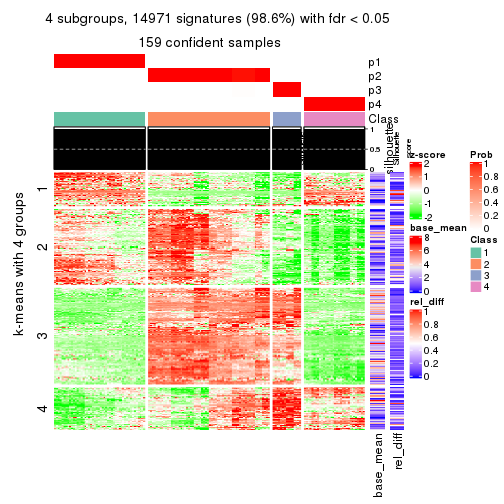 4 subgroups, 14971 signatures (98.6%) with fdr < 0.05
159 confident samples
p1
p2
p3
p4
Class
1
0.5
0
silhouette
Silhouette
score
k-means with 4 groups
1
2
3
4
base_mean
rel_diff
z-score
2
1
0
-1
-2
base_mean
8
6
4
2
0
rel_diff
1
0.8
0.6
0.4
0.2
0
Prob
1
0.8
0.6
0.4
0.2
0
Class
1
2
3
4